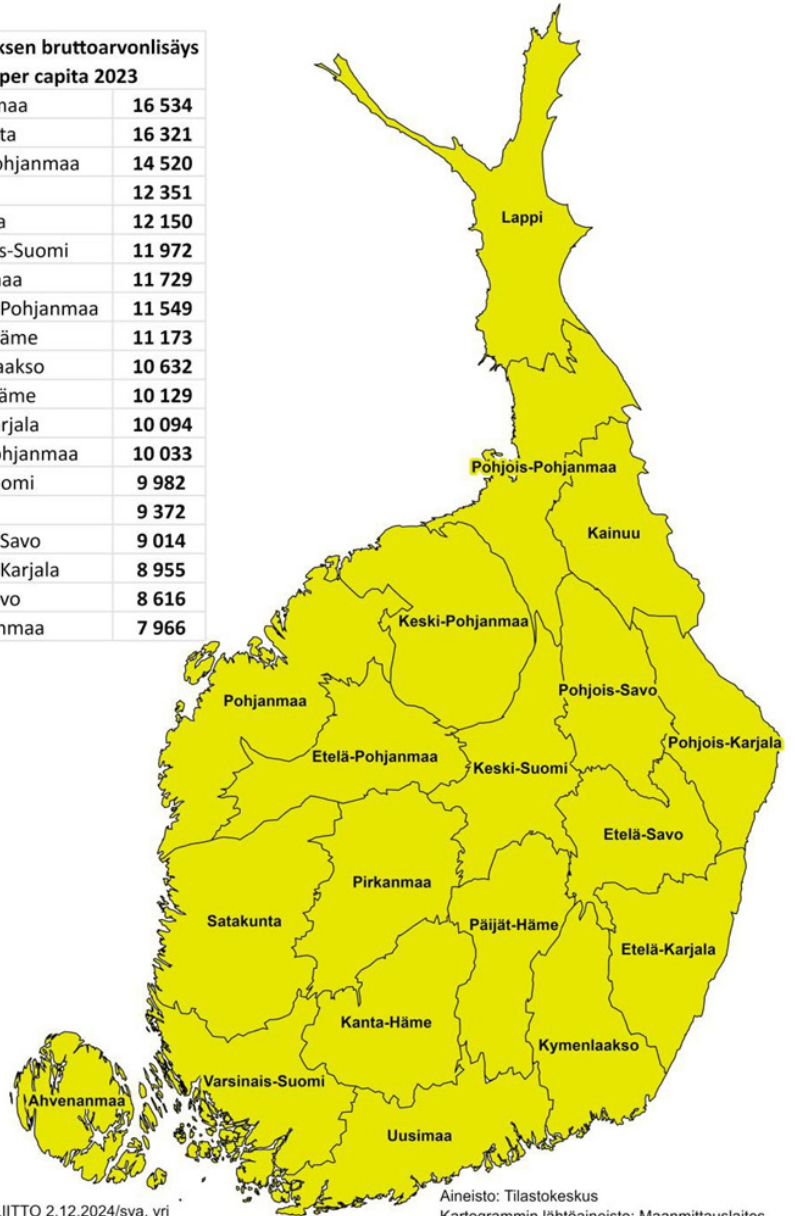 ksen bruttoarvonlisäys
per capita 2023
maa 16 534
ta 16 321
ohjanmaa 14 520
12 351
a 12 150
s-Suomi 11 972
naa 11 729
Pohjanmaa 11 549
äme 11 173
aakso 10 632
äme 10 129
rjala 10 094
ohjanmaa 10 033
omi 9 982
9 372
Savo 9 014
Karjala 8 955
vo 8 616
nmaa 7 966
Lappi
Pohjois-Pohjanmaa
Kainuu
Keski-Pohjanmaa
Pohjois-Savo
Pohjanmaa
Pohjois-Karjala
Etelä-Pohjanmaa
Keski-Suomi
Etelä-Savo
Pirkanmaa
Satakunta
Päijät-Häme
Etelä-Karjala
Kanta-Häme
Kymenlaakso
Varsinais-Suomi
Ahvenanmaa
Uusimaa
Aineisto: Tilastokeskus
LIITTO 2.12.2024/sva, vri
Kartogrammin lähtöaineisto: Maanmittauslaitos